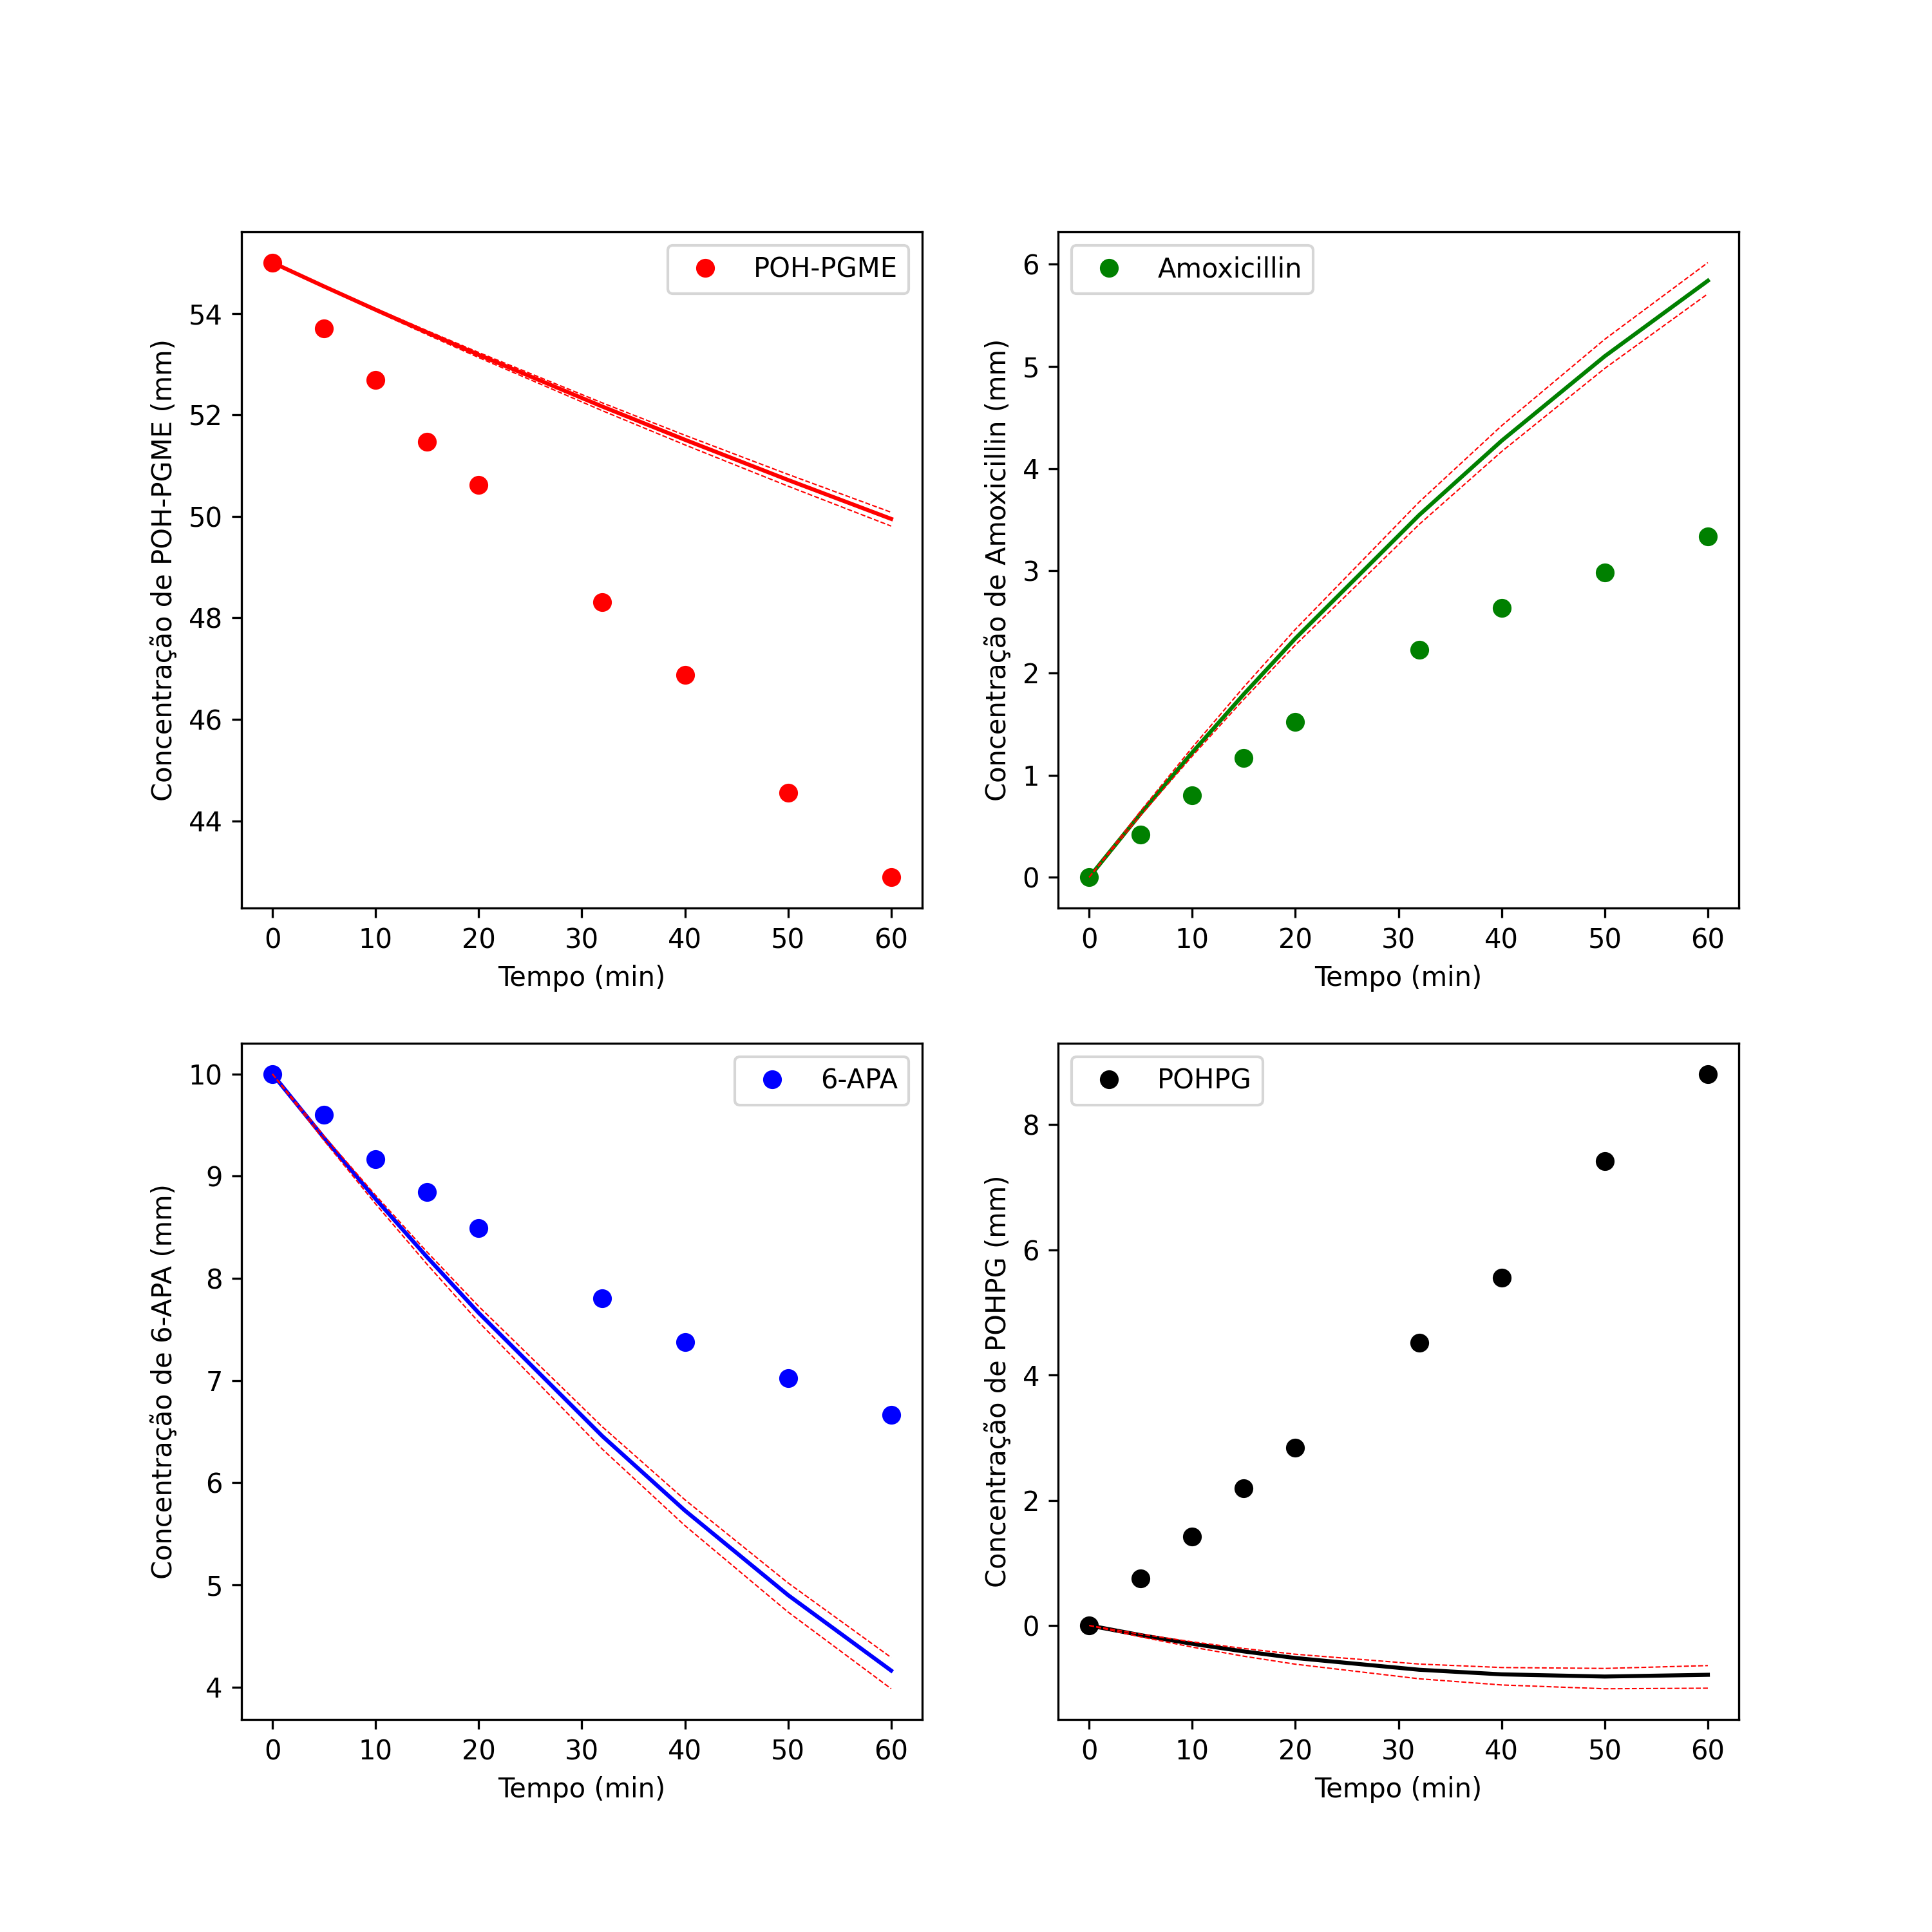 POH-PGME
Concentração de POH-PGME (mm)
54
52
50
48
46
44
0 10 20 30 40 50 60
Tempo (min)
Amoxicillin
Concentração de Amoxicillin (mm)
6
5
4
3
2
1
0
0 10 20 30 40 50 60
Tempo (min)
6-APA
Concentração de 6-APA (mm)
10
9
8
7
6
5
4
0 10 20 30 40 50 60
Tempo (min)
POHPG
Concentração de POHPG (mm)
8
6
4
2
0
0 10 20 30 40 50 60
Tempo (min)